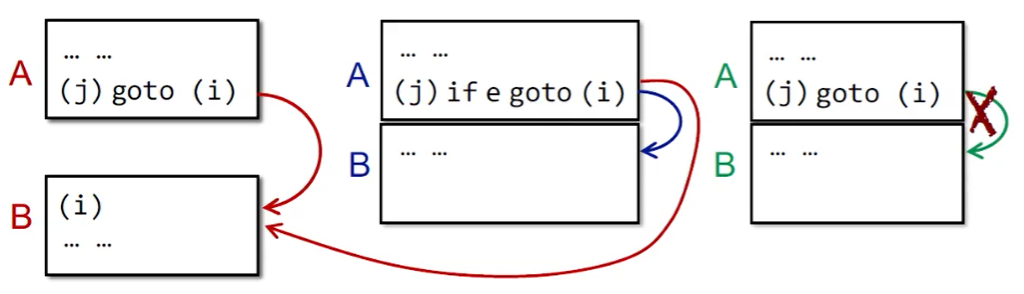 A
… …
(j) goto (i)
B
(i)
… …
A
… …
(j) if e goto (i)
B
… …
A
… …
(j) goto (i)
X
B
… …